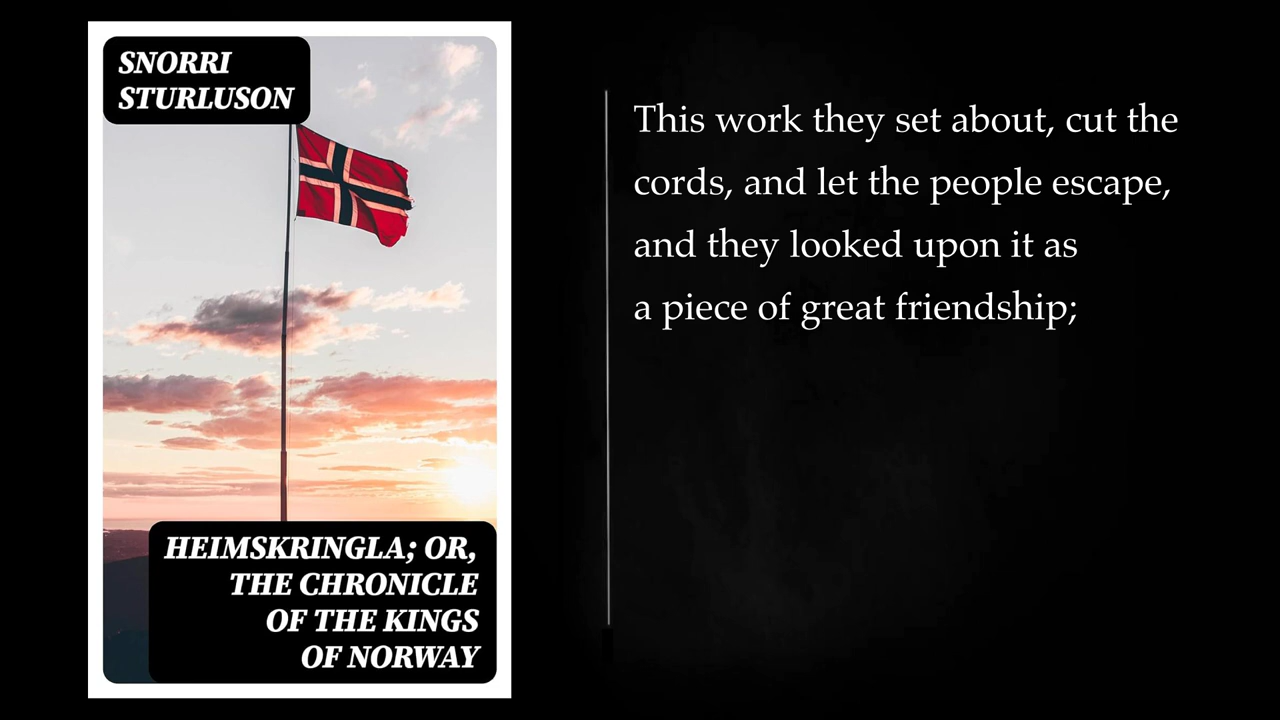 SNORRI
STURLUSON
HEIMSKRINGLA; OR,
THE CHRONICLE
OF THE KINGS
OF NORWAY
This work they set about, cut the
cords, and let the people escape,
and they looked upon it as
a piece of great friendship;